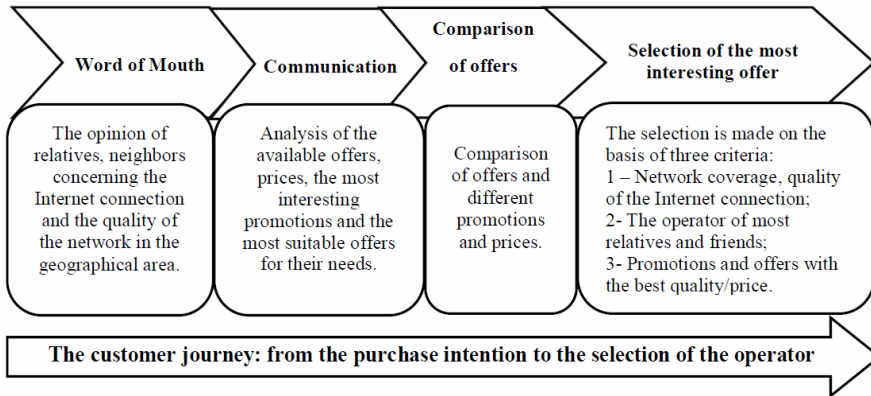 Word of Mouth
Communication
Comparison
of offers
Selection of the most
interesting offer
The opinion of
relatives, neighbors
concerning the
Internet connection
and the quality of
the network in the
geographical area.
Analysis of the
available offers,
prices, the most
interesting
promotions and the
most suitable offers
for their needs.
Comparison
of offers and
different
promotions
and prices.
The selection is made on the
basis of three criteria:
1 – Network coverage, quality
of the Internet connection;
2- The operator of most
relatives and friends;
3- Promotions and offers with
the best quality/price.
The customer journey: from the purchase intention to the selection of the operator